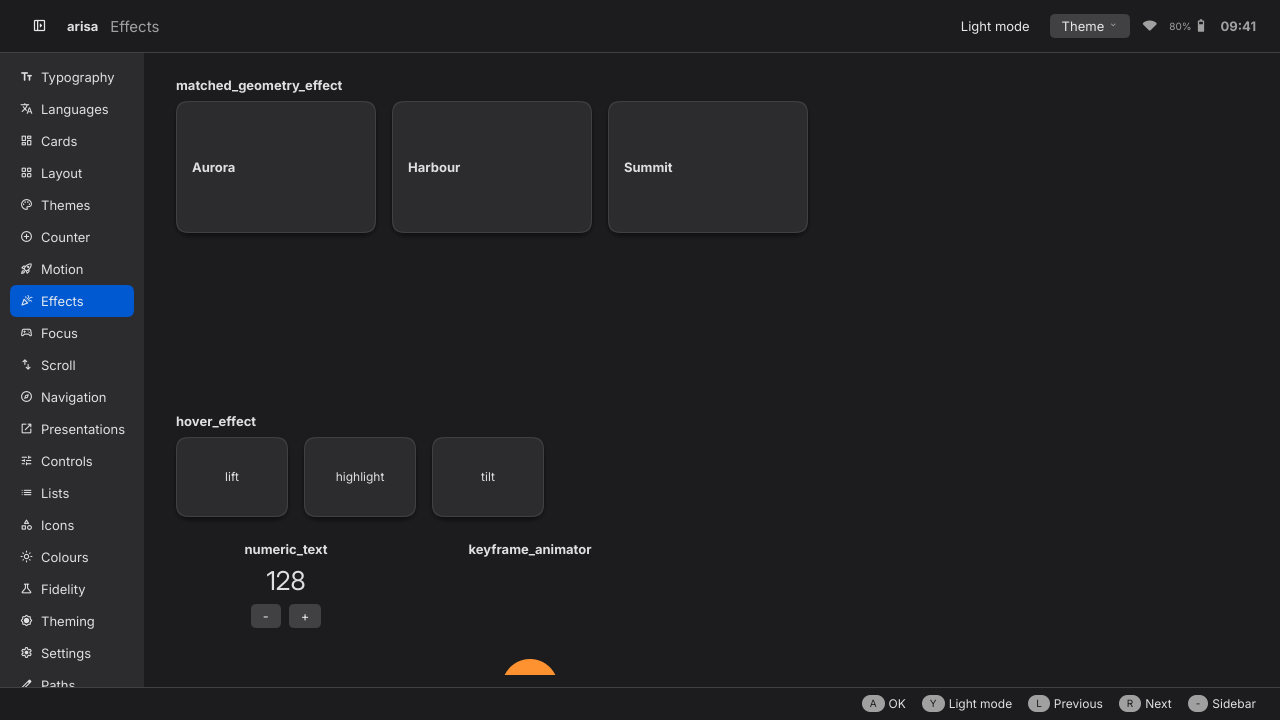 arisa Effects
Light mode
Theme
80%
09:41
Typography
Languages
Cards
Layout
Themes
Counter
Motion
Effects
Focus
Scroll
Navigation
Presentations
Controls
Lists
Icons
Colours
Fidelity
Theming
Settings
Paths
matched_geometry_effect
Aurora
Harbour
Summit
hover_effect
lift
highlight
tilt
numeric_text
128
- +
keyframe_animator
A OK
Y Light mode
L Previous
R Next
- Sidebar